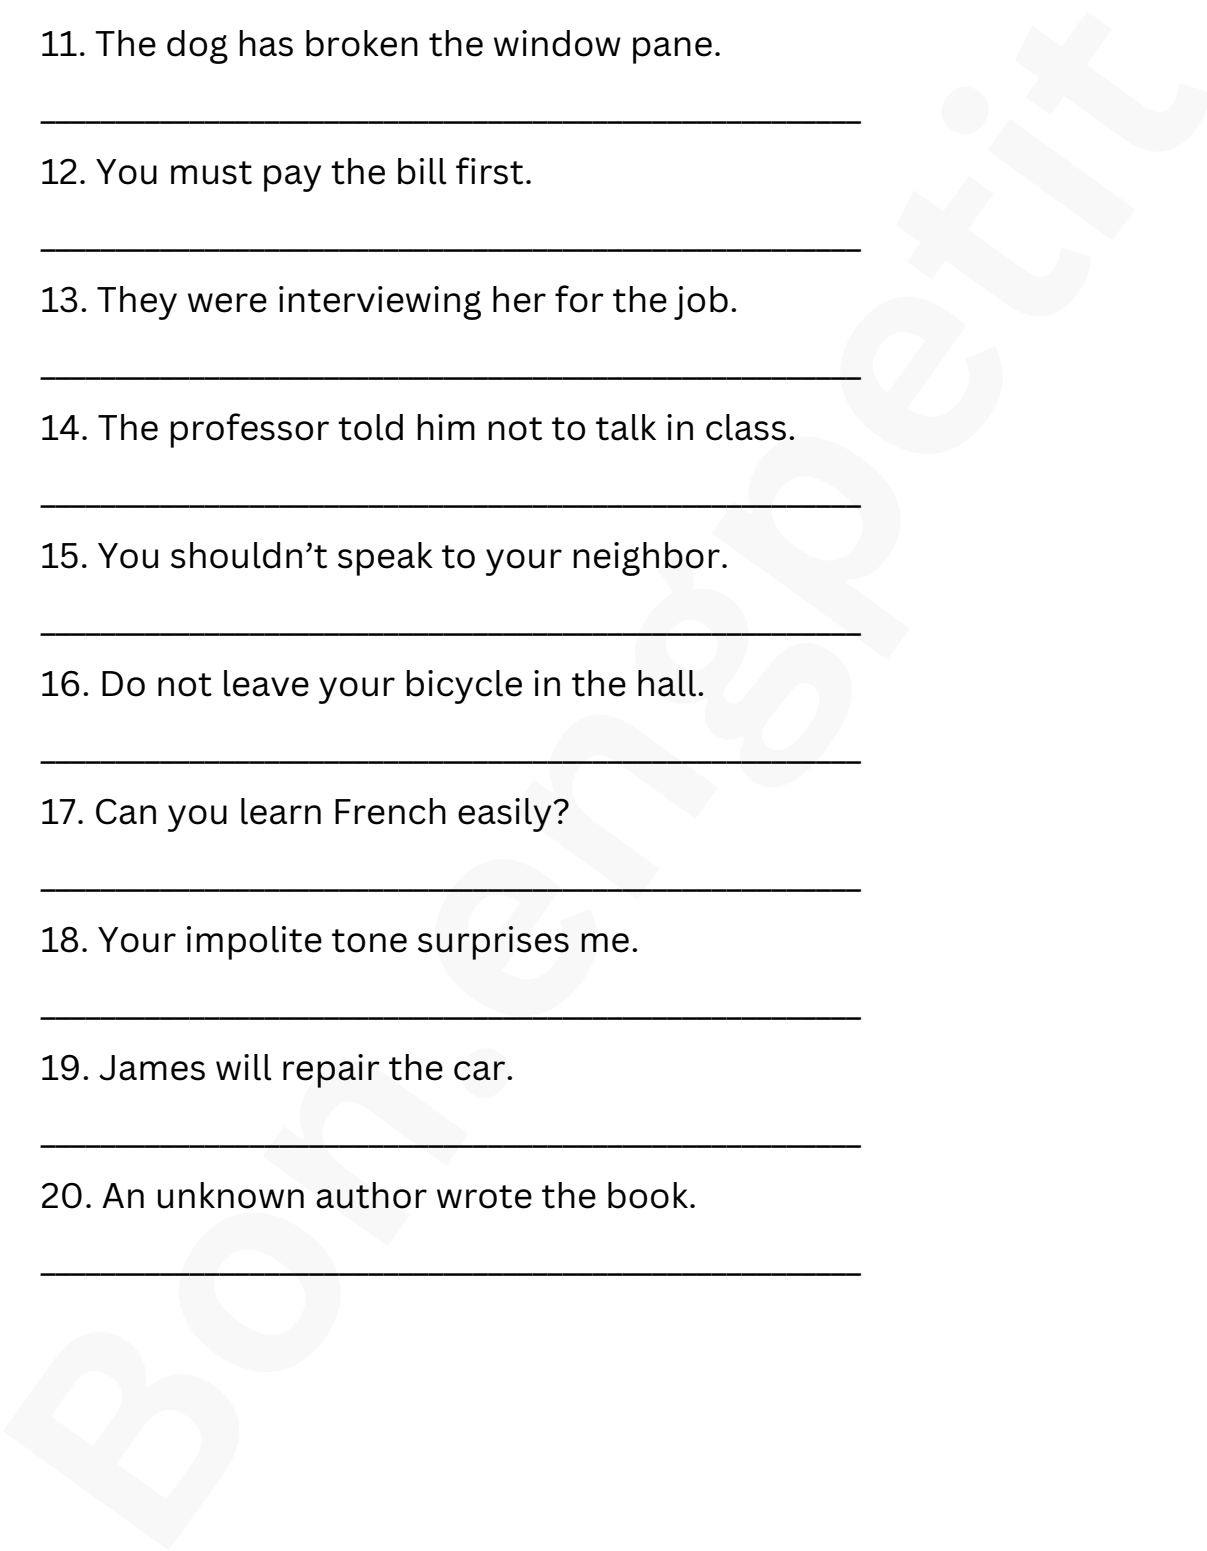 11. The dog has broken the window pane.
12. You must pay the bill first.
13. They were interviewing her for the job.
14. The professor told him not to talk in class.
15. You shouldn’t speak to your neighbor.
16. Do not leave your bicycle in the hall.
17. Can you learn French easily?
18. Your impolite tone surprises me.
19. James will repair the car.
20. An unknown author wrote the book.
Bon.engpetit